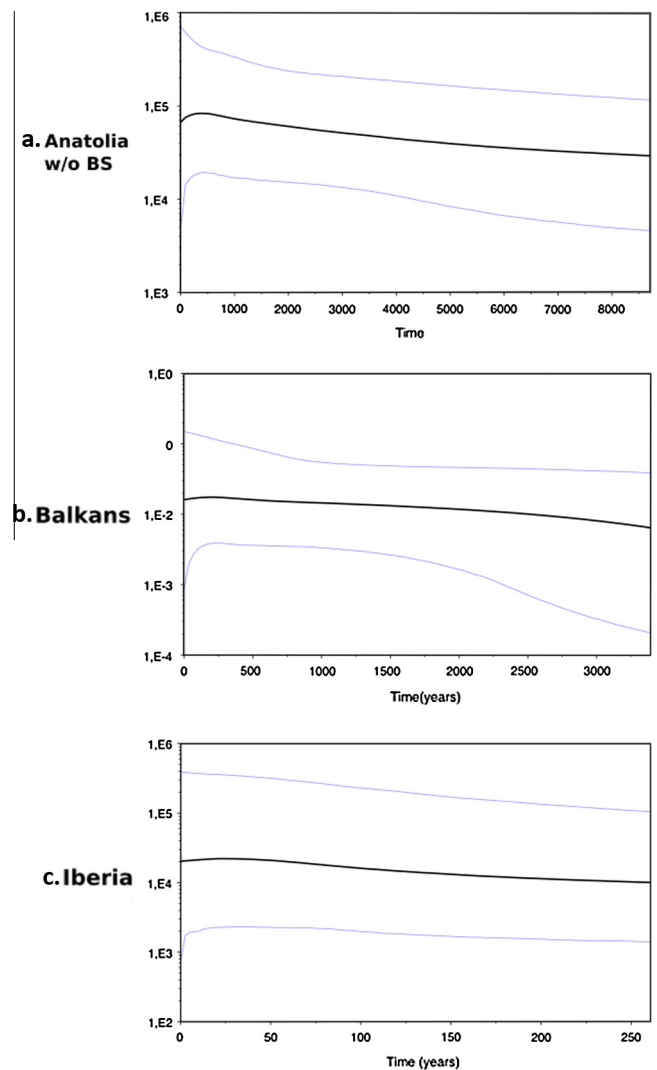 1,E6
1,E5
a. Anatolia
w/o BS
1,E4
1,E3
0 1000 2000 3000 4000 5000 6000 7000 8000
Time
1,E0
0
b. Balkans
1,E-2
1,E-3
1,E-4
0 500 1000 1500 2000 2500 3000
Time(years)
1,E6
1,E5
c. Iberia
1,E4
1,E3
1,E2
0 50 100 150 200 250
Time (years)